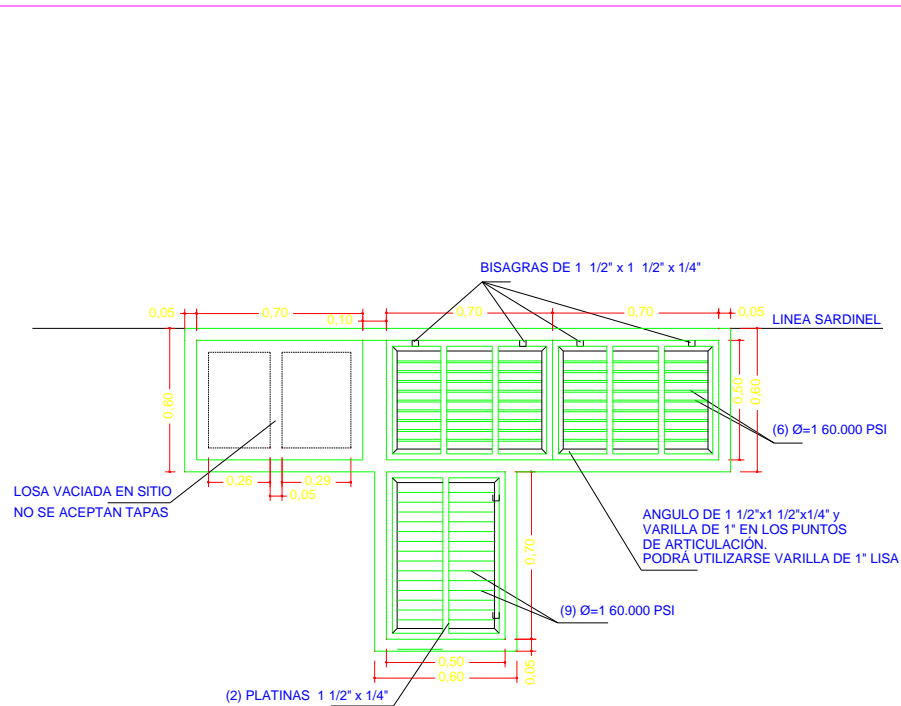 BISAGRAS DE 1 1/2" x 1 1/2" x 1/4"
0,05
0,70
0,10
0,70
0,70
0,05
LINEA SARDINEL
0,60
0,50
0,60
(6) Ø=1 60.000 PSI
0,26
0,29
0,05
LOSA VACIADA EN SITIO
NO SE ACEPTAN TAPAS
ANGULO DE 1 1/2"x1 1/2"x1/4" y
VARILLA DE 1" EN LOS PUNTOS
DE ARTICULACIÓN.
PODRÁ UTILIZARSE VARILLA DE 1" LISA
0,70
(9) Ø=1 60.000 PSI
0,50
0,60
0,05
(2) PLATINAS 1 1/2" x 1/4"